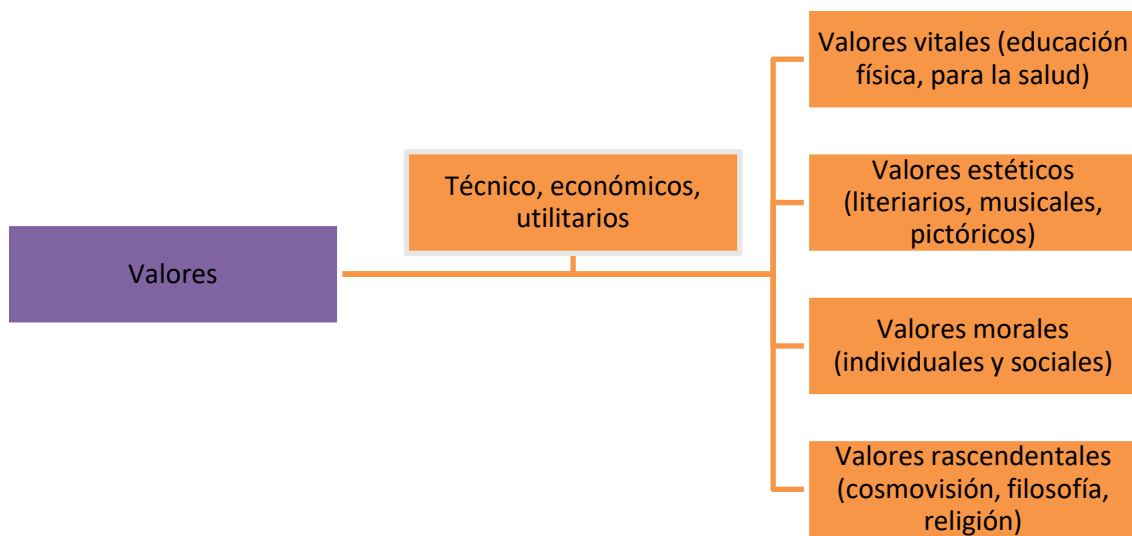 Valores
Técnico, económicos,
utilitarios
Valores vitales (educación
física, para la salud)
Valores estéticos
(literiarios, musicales,
pictóricos)
Valores morales
(individuales y sociales)
Valores rascendentales
(cosmovisión, filosofía,
religión)